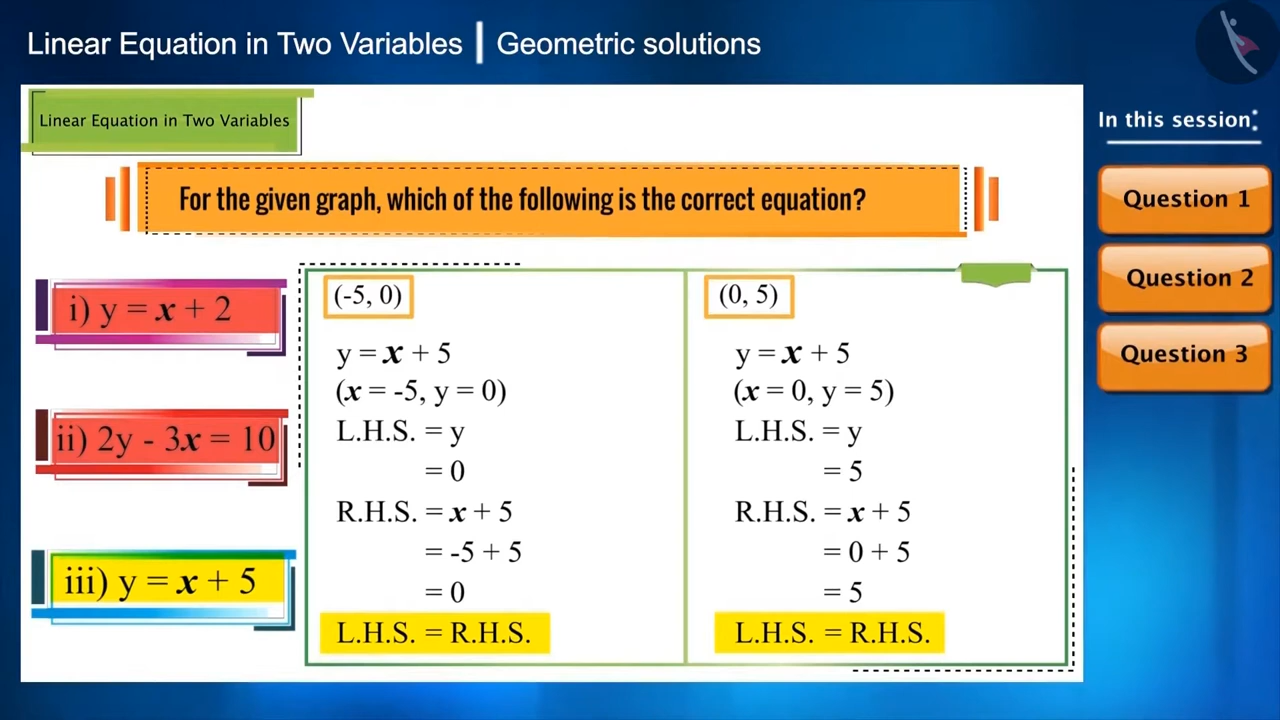 Linear Equation in Two Variables | Geometric solutions
Linear Equation in Two Variables
In this session:
For the given graph, which of the following is the correct equation?
Question 1
Question 2
Question 3
i) y = x + 2
ii) 2y - 3x = 10
iii) y = x + 5
(-5, 0)
y = x + 5
(x = -5, y = 0)
L.H.S. = y
= 0
R.H.S. = x + 5
= -5 + 5
= 0
L.H.S. = R.H.S.
(0, 5)
y = x + 5
(x = 0, y = 5)
L.H.S. = y
= 5
R.H.S. = x + 5
= 0 + 5
= 5
L.H.S. = R.H.S.